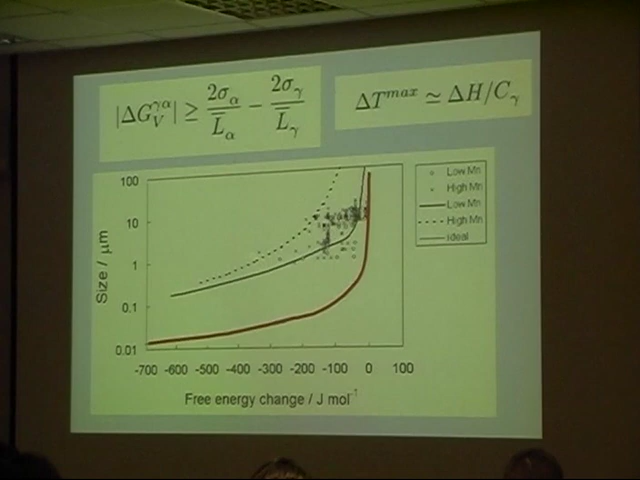 |ΔG_V^{γα}| ≥ 2σ_α/L̅_α − 2σ_γ/L̅_γ
ΔT^{max} ≃ ΔH/C_γ
Low Mn
High Mn
Low Mn
High Mn
ideal
Size / μm
100
10
1
0.1
0.01
-700 -600 -500 -400 -300 -200 -100 0 100
Free energy change / J mol⁻¹